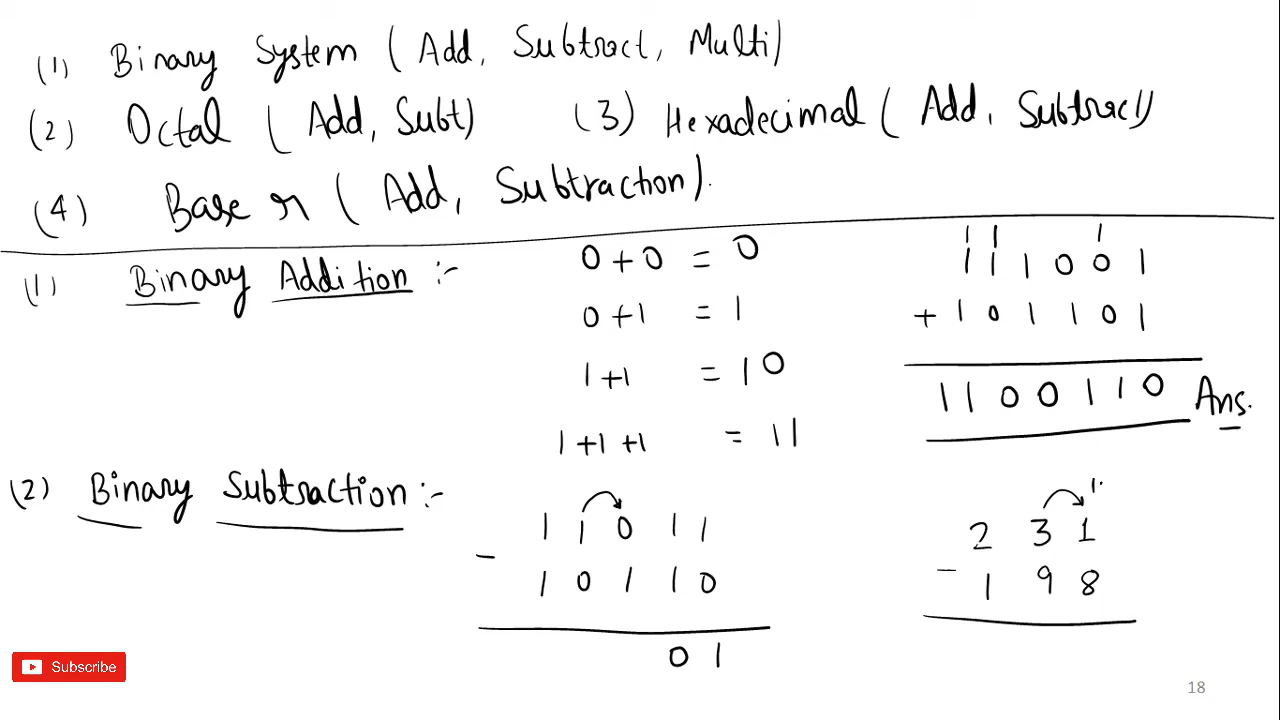 (1) Binary System ( Add, Subtract, Multi)
(2) Octal ( Add, Subt) (3) Hexadecimal ( Add, Subtract)
(4) Base r ( Add, Subtraction).
(1) Binary Addition :-
0 + 0 = 0
0 + 1 = 1
1 + 1 = 10
1 + 1 + 1 = 11
1 1 1
1 1 1 0 0 1
+ 1 0 1 1 0 1
1 1 0 0 1 1 0 Ans.
(2) Binary Subtraction :-
1 1 0 1 1
- 1 0 1 1 0
0 1
1.
2 3 1
- 1 9 8
Subscribe
18